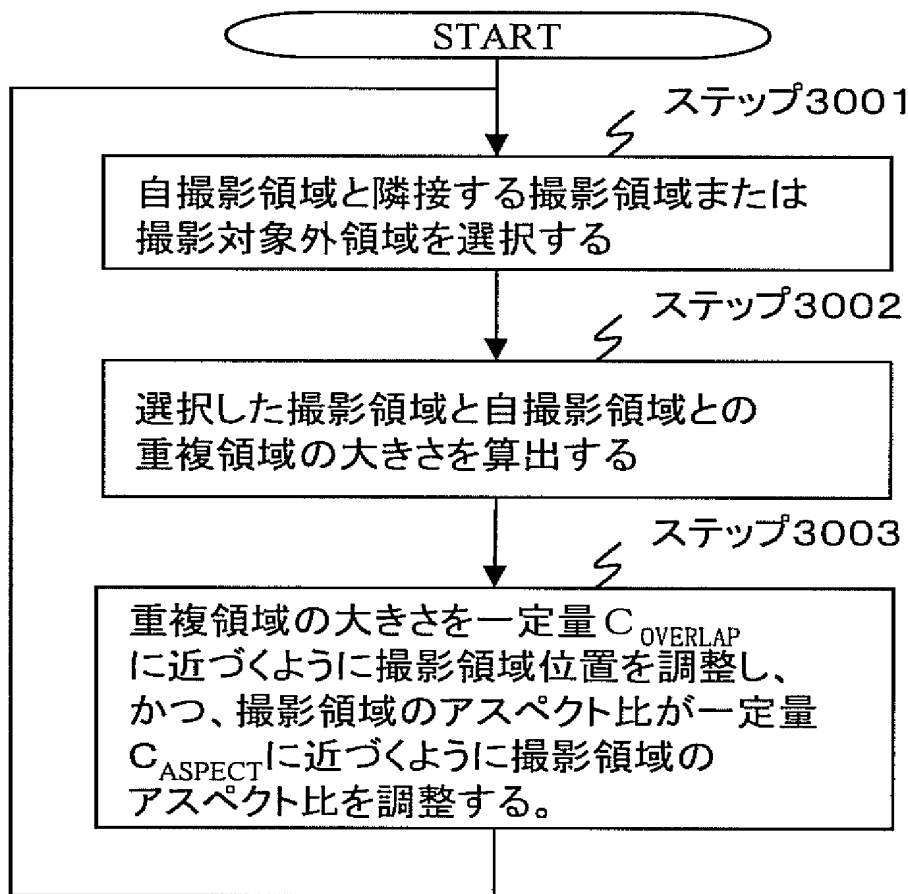 START
ステップ3001
自撮影領域と隣接する撮影領域または
撮影対象外領域を選択する
ステップ3002
選択した撮影領域と自撮影領域との
重複領域の大きさを算出する
ステップ3003
重複領域の大きさを一定量C OVERLAP
に近づくように撮影領域位置を調整し、
かつ、撮影領域のアスペクト比が一定量
C ASPECTに近づくように撮影領域の
アスペクト比を調整する。